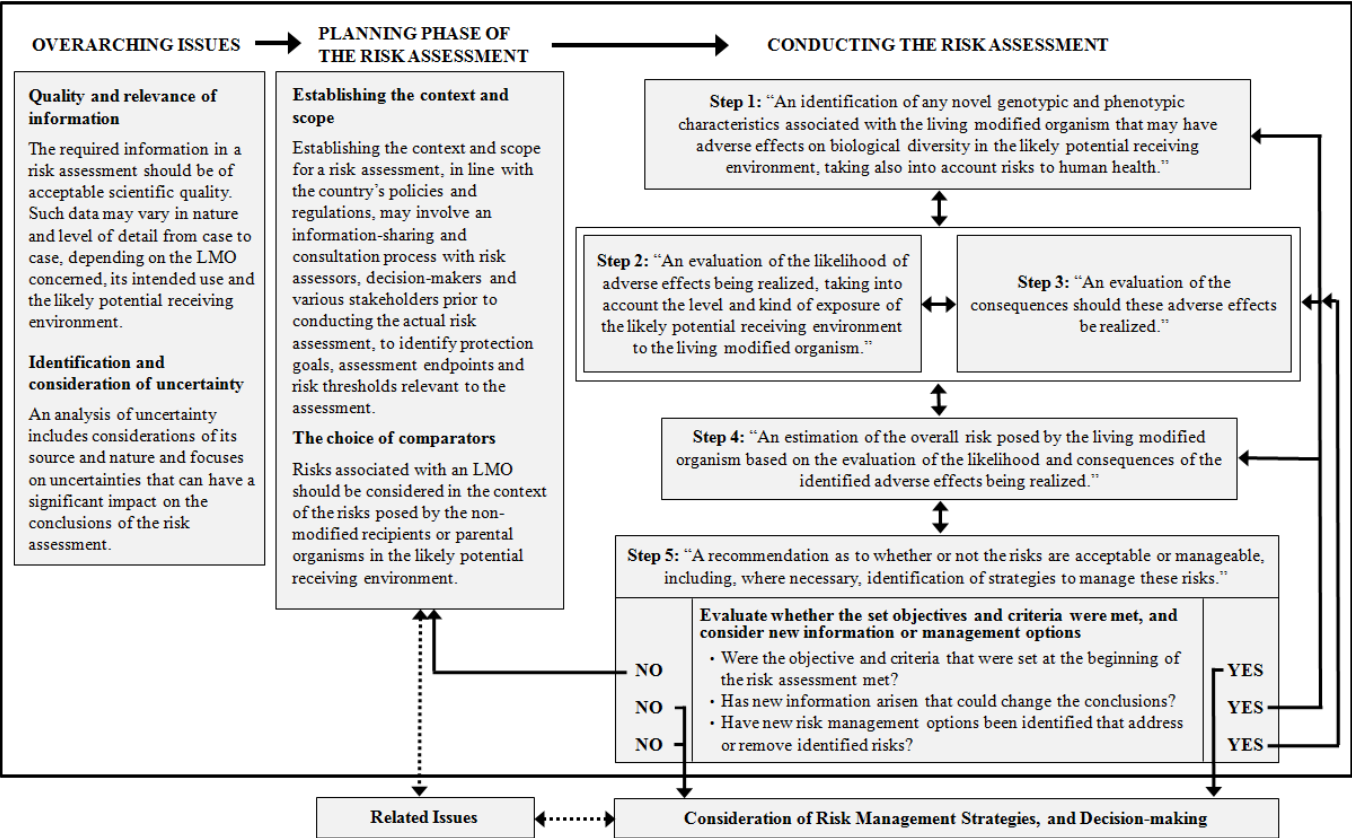 OVERARCHING ISSUES
PLANNING PHASE OF
THE RISK ASSESSMENT
CONDUCTING THE RISK ASSESSMENT
Quality and relevance of
information
The required information in a
risk assessment should be of
acceptable scientific quality.
Such data may vary in nature
and level of detail from case to
case, depending on the LMO
concerned, its intended use and
the likely potential receiving
environment.
Identification and
consideration of uncertainty
An analysis of uncertainty
includes considerations of its
source and nature and focuses
on uncertainties that can have a
significant impact on the
conclusions of the risk
assessment.
Establishing the context and
scope
Establishing the context and scope
for a risk assessment, in line with
the country’s policies and
regulations, may involve an
information-sharing and
consultation process with risk
assessors, decision-makers and
various stakeholders prior to
conducting the actual risk
assessment, to identify protection
goals, assessment endpoints and
risk thresholds relevant to the
assessment.
The choice of comparators
Risks associated with an LMO
should be considered in the context
of the risks posed by the non-
modified recipients or parental
organisms in the likely potential
receiving environment.
Step 1: “An identification of any novel genotypic and phenotypic
characteristics associated with the living modified organism that may have
adverse effects on biological diversity in the likely potential receiving
environment, taking also into account risks to human health.”
Step 2: “An evaluation of the likelihood of
adverse effects being realized, taking into
account the level and kind of exposure of
the likely potential receiving environment
to the living modified organism.”
Step 3: “An evaluation of the
consequences should these adverse effects
be realized.”
Step 4: “An estimation of the overall risk posed by the living modified
organism based on the evaluation of the likelihood and consequences of the
identified adverse effects being realized.”
Step 5: “A recommendation as to whether or not the risks are acceptable or manageable,
including, where necessary, identification of strategies to manage these risks.”
Evaluate whether the set objectives and criteria were met, and
consider new information or management options
NO • Were the objective and criteria that were set at the beginning of YES
the risk assessment met?
NO • Has new information arisen that could change the conclusions? YES
NO • Have new risk management options been identified that address YES
or remove identified risks?
Related Issues
Consideration of Risk Management Strategies, and Decision-making